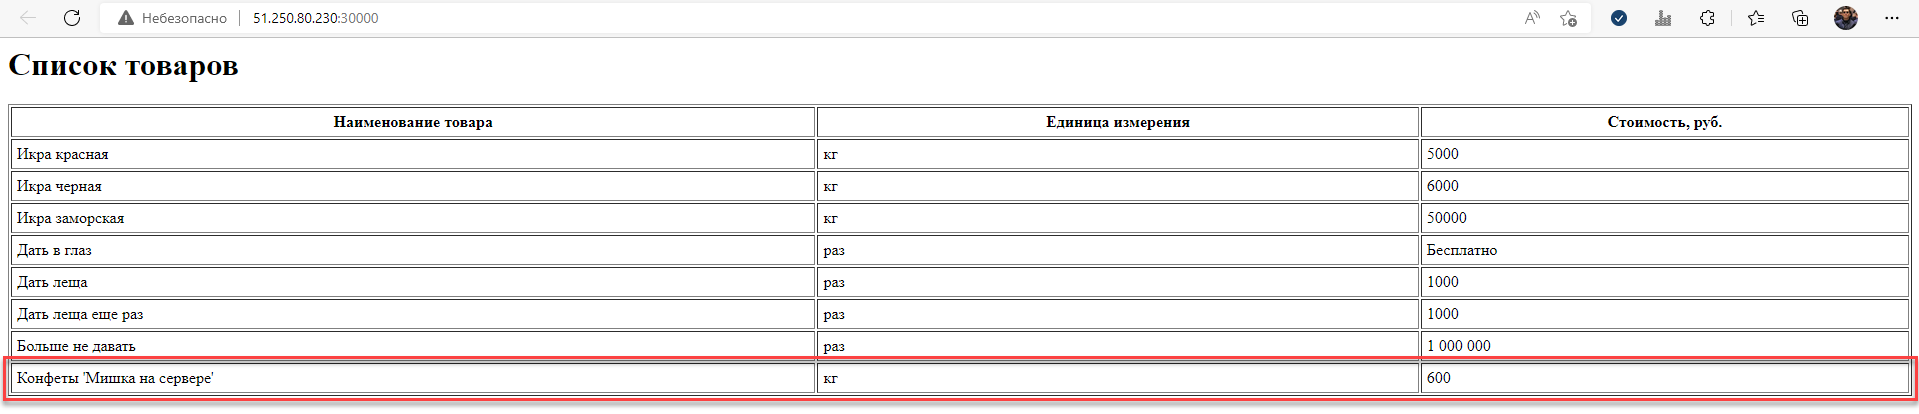 Небезопасно 51.250.80.230:30000
Список товаров
Наименование товара Единица измерения Стоимость, руб.
Икра красная кг 5000
Икра черная кг 6000
Икра заморская кг 50000
Дать в глаз раз Бесплатно
Дать леща раз 1000
Дать леща еще раз раз 1000
Больше не давать раз 1 000 000
Конфеты 'Мишка на сервере' кг 600